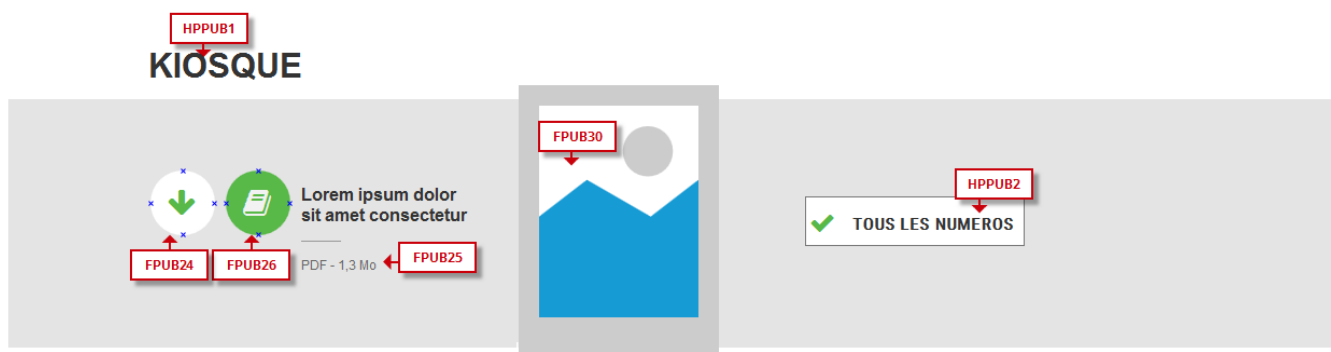 HPPUB1
KIOSQUE
FPUB30
HPPUB2
Lorem ipsum dolor
sit amet consectetur
TOUS LES NUMEROS
FPUB24
FPUB26
PDF - 1,3 Mo
FPUB25